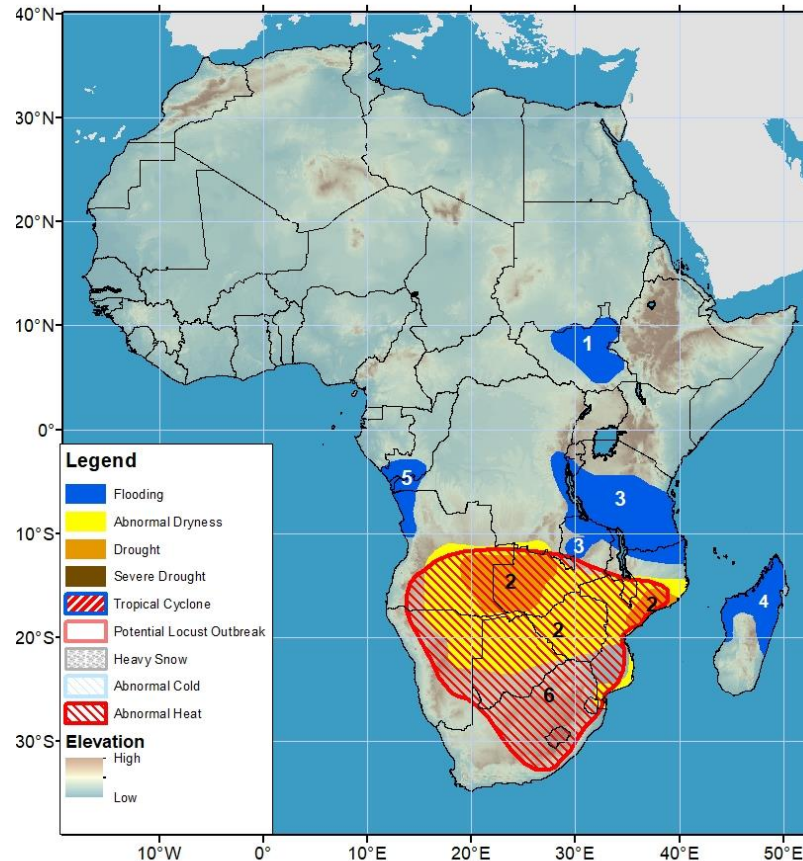 40°N
30°N
20°N
10°N
0°
10°S
20°S
30°S
1
5
3
3
2
2
2
4
6
Legend
Flooding
Abnormal Dryness
Drought
Severe Drought
Tropical Cyclone
Potential Locust Outbreak
Heavy Snow
Abnormal Cold
Abnormal Heat
Elevation
High
Low
10°W
0°
10°E
20°E
30°E
40°E
50°E